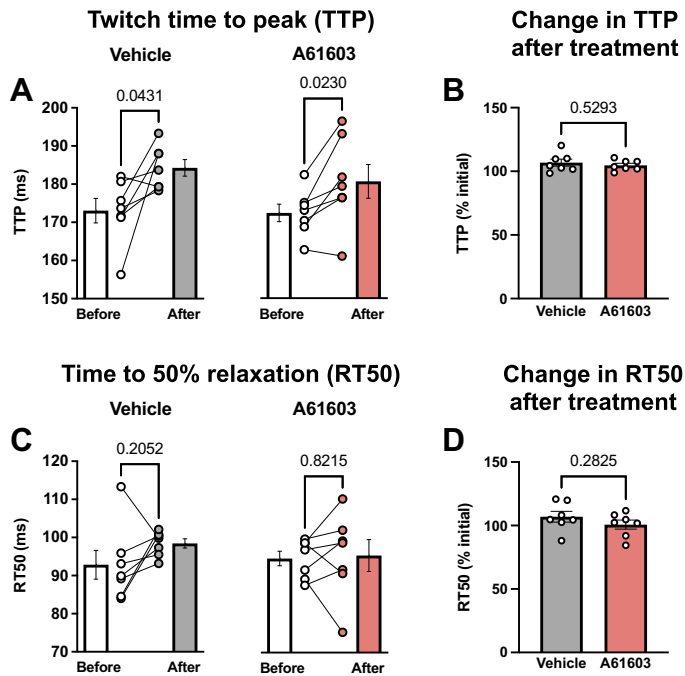 Twitch time to peak (TTP)
Change in TTP
after treatment
Vehicle
A61603
A
0.0431
0.0230
B
200
190
180
170
160
150
TTP (ms)
Before
After
Before
After
150
100
50
0
TTP (% initial)
0.5293
Vehicle
A61603
Time to 50% relaxation (RT50)
Change in RT50
after treatment
Vehicle
A61603
C
0.2052
0.8215
D
120
110
100
90
80
70
RT50 (ms)
Before
After
Before
After
150
100
50
0
RT50 (% initial)
0.2825
Vehicle
A61603